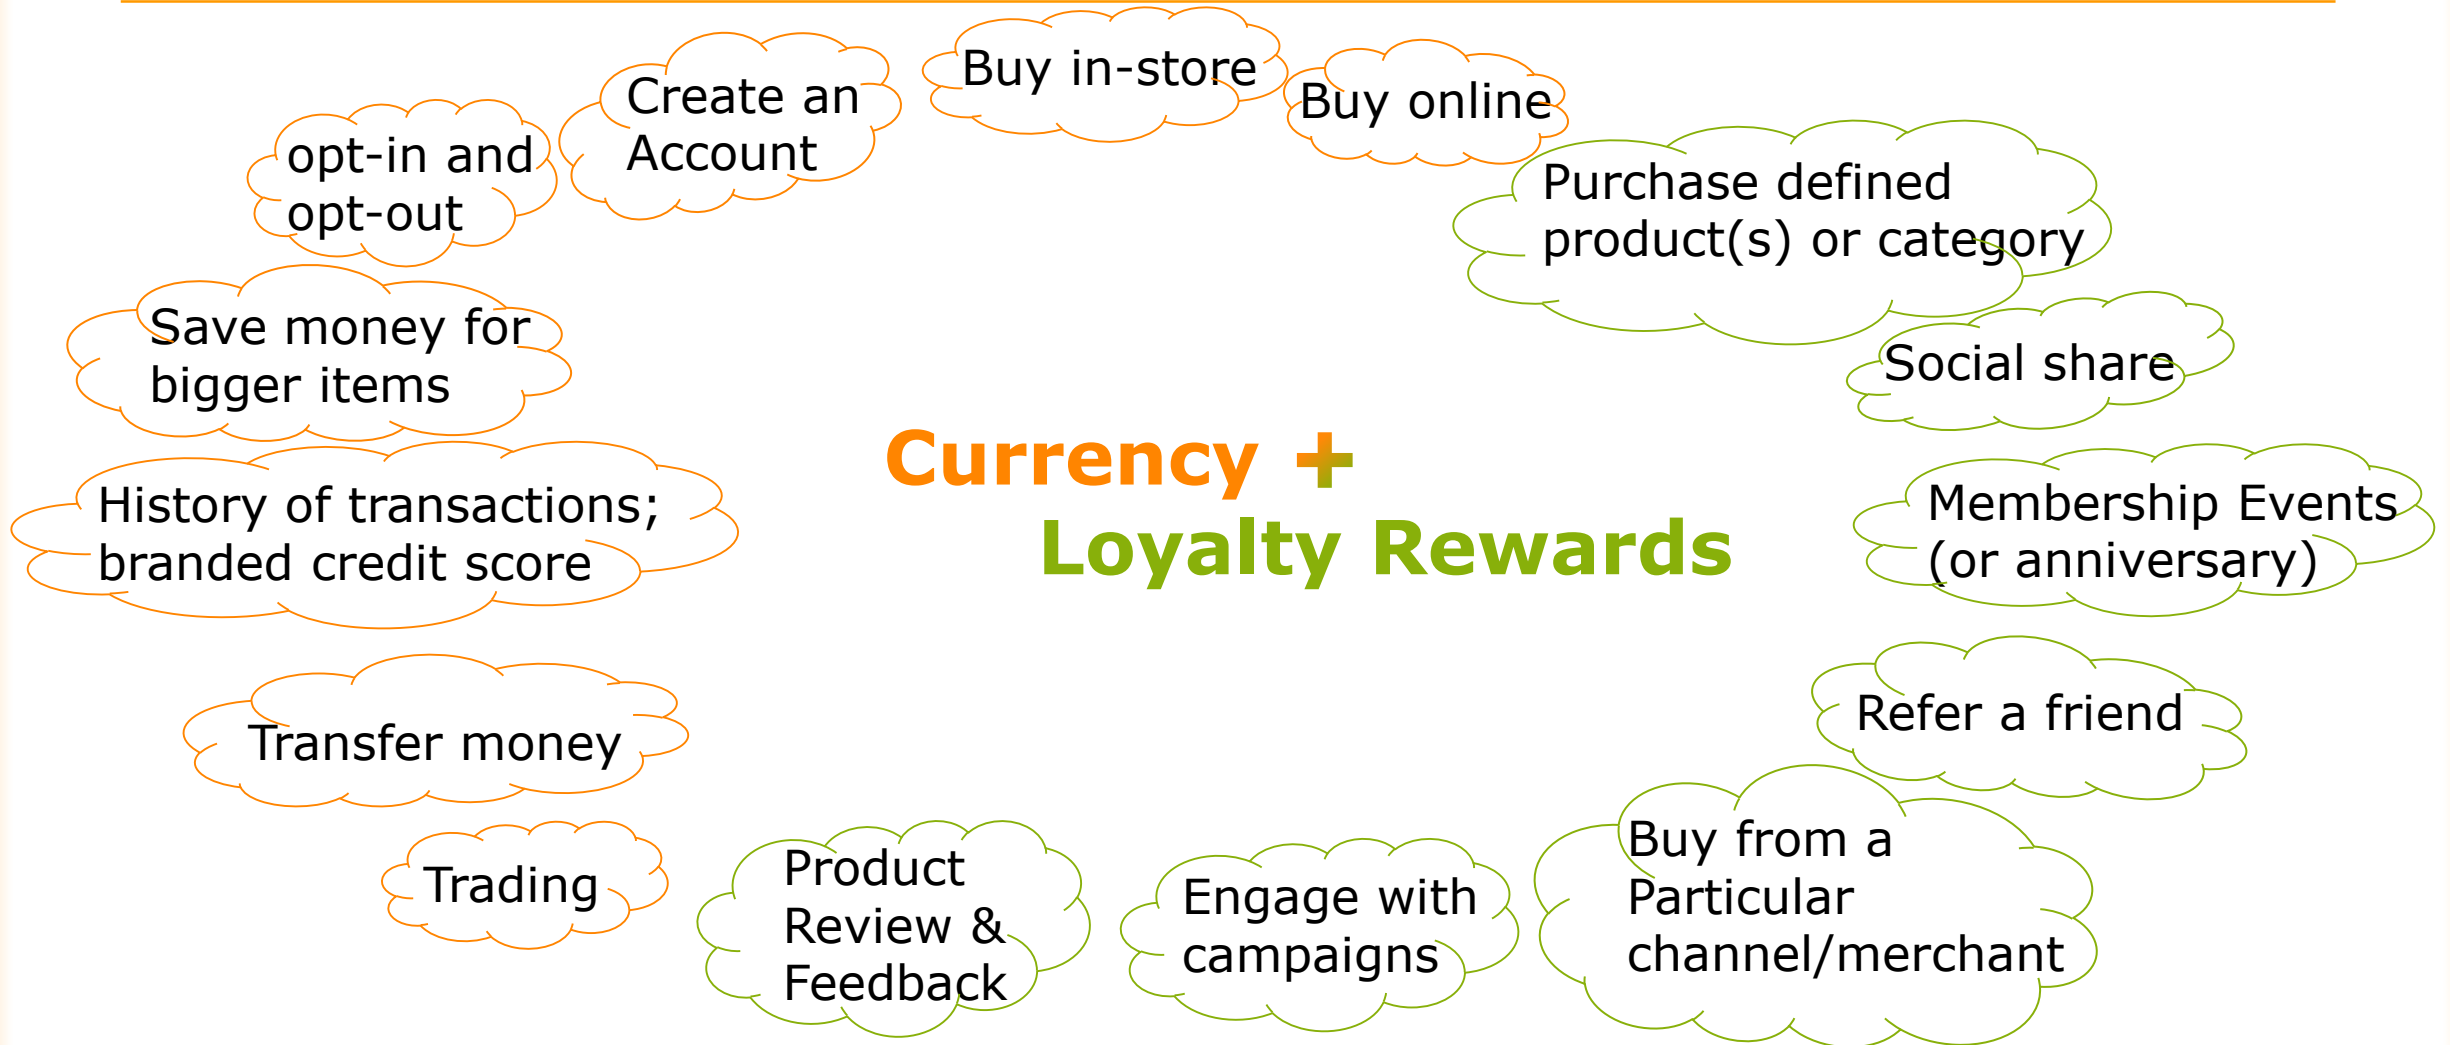 Buy in-store
Create an
Account
Buy online
opt-in and
opt-out
Purchase defined
product(s) or category
Save money for
bigger items
Social share
Currency +
Loyalty Rewards
History of transactions;
branded credit score
Membership Events
(or anniversary)
Transfer money
Refer a friend
Trading
Product
Review &
Feedback
Engage with
campaigns
Buy from a
Particular
channel/merchant